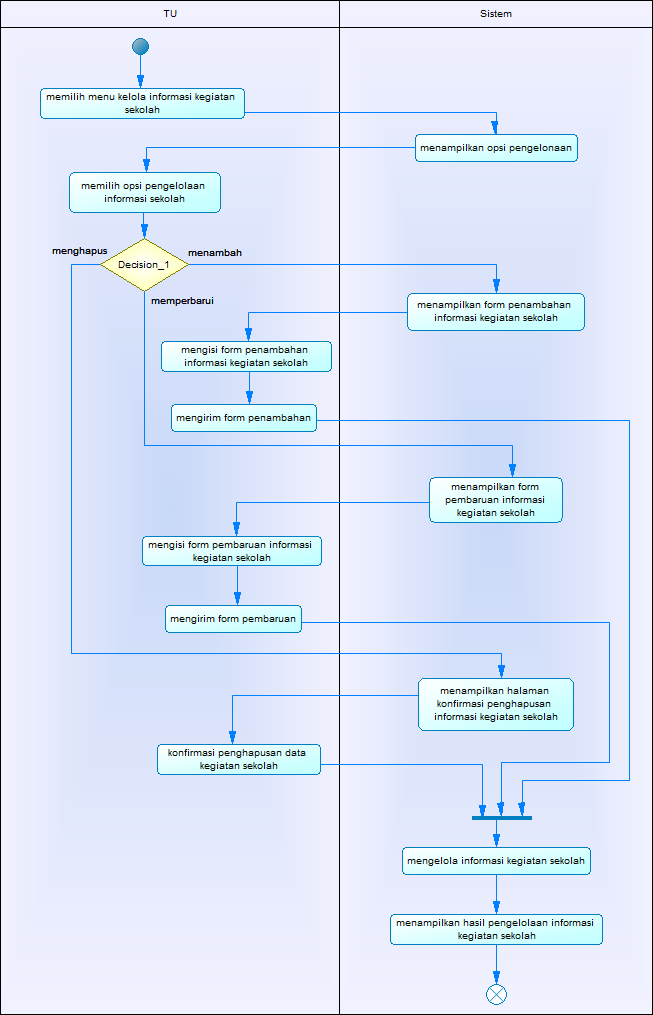 TU
Sistem
memilih menu kelola informasi kegiatan
sekolah
menampilkan opsi pengelonaan
memilih opsi pengelolaan
informasi sekolah
menghapus
Decision_1
menambah
memperbarui
menampilkan form penambahan
informasi kegiatan sekolah
mengisi form penambahan
informasi kegiatan sekolah
mengirim form penambahan
menampilkan form
pembaruan informasi
kegiatan sekolah
mengisi form pembaruan informasi
kegiatan sekolah
mengirim form pembaruan
menampilkan halaman
konfirmasi penghapusan
informasi kegiatan sekolah
konfirmasi penghapusan data
kegiatan sekolah
mengelola informasi kegiatan sekolah
menampilkan hasil pengelolaan informasi
kegiatan sekolah